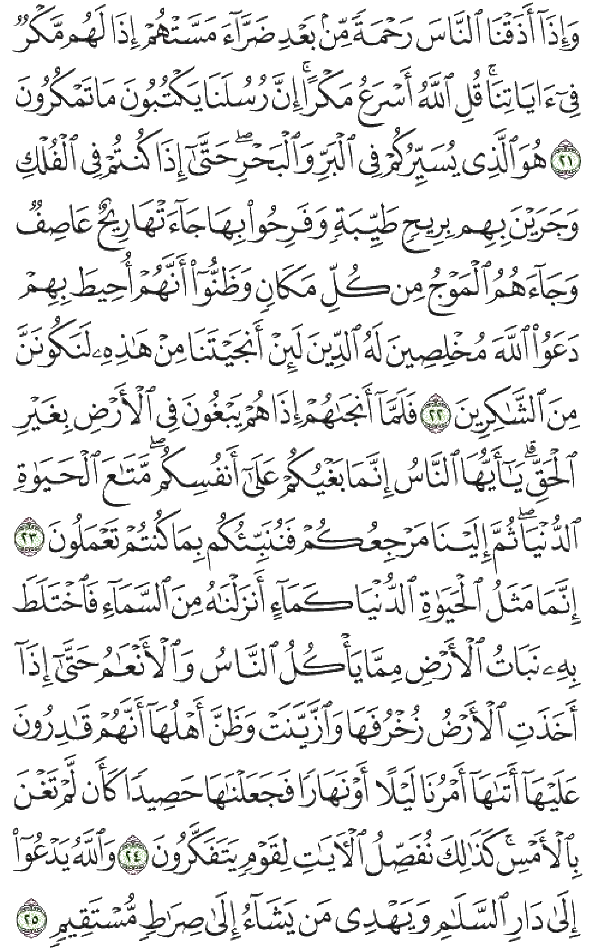 وَإِذَآ أَذَقْنَا ٱلنَّاسَ رَحْمَةً مِّنۢ بَعْدِ ضَرَّآءَ مَسَّتْهُمْ إِذَا لَهُم مَّكْرٌ
فِىٓ ءَايَاتِنَا ۚ قُلِ ٱللَّهُ أَسْرَعُ مَكْرًا ۚ إِنَّ رُسُلَنَا يَكْتُبُونَ مَا تَمْكُرُونَ
٢١ هُوَ ٱلَّذِى يُسَيِّرُكُمْ فِى ٱلْبَرِّ وَٱلْبَحْرِ ۖ حَتَّىٰٓ إِذَا كُنتُمْ فِى ٱلْفُلْكِ
وَجَرَيْنَ بِهِم بِرِيحٍ طَيِّبَةٍ وَفَرِحُوا۟ بِهَا جَآءَتْهَا رِيحٌ عَاصِفٌ
وَجَآءَهُمُ ٱلْمَوْجُ مِن كُلِّ مَكَانٍ وَظَنُّوٓا۟ أَنَّهُمْ أُحِيطَ بِهِمْ
دَعَوُا۟ ٱللَّهَ مُخْلِصِينَ لَهُ ٱلدِّينَ لَئِنْ أَنجَيْتَنَا مِنْ هَـٰذِهِۦ لَنَكُونَنَّ
مِنَ ٱلشَّـٰكِرِينَ ٢٢ فَلَمَّآ أَنجَىٰهُمْ إِذَا هُمْ يَبْغُونَ فِى ٱلْأَرْضِ بِغَيْرِ
ٱلْحَقِّ ۗ يَـٰٓأَيُّهَا ٱلنَّاسُ إِنَّمَا بَغْيُكُمْ عَلَىٰٓ أَنفُسِكُم ۖ مَّتَـٰعَ ٱلْحَيَوٰةِ
ٱلدُّنْيَا ۖ ثُمَّ إِلَيْنَا مَرْجِعُكُمْ فَنُنَبِّئُكُم بِمَا كُنتُمْ تَعْمَلُونَ ٢٣
إِنَّمَا مَثَلُ ٱلْحَيَوٰةِ ٱلدُّنْيَا كَمَآءٍ أَنزَلْنَـٰهُ مِنَ ٱلسَّمَآءِ فَٱخْتَلَطَ
بِهِۦ نَبَاتُ ٱلْأَرْضِ مِمَّا يَأْكُلُ ٱلنَّاسُ وَٱلْأَنْعَـٰمُ حَتَّىٰٓ إِذَآ
أَخَذَتِ ٱلْأَرْضُ زُخْرُفَهَا وَٱزَّيَّنَتْ وَظَنَّ أَهْلُهَآ أَنَّهُمْ قَـٰدِرُونَ
عَلَيْهَآ أَتَىٰهَآ أَمْرُنَا لَيْلًا أَوْ نَهَارًا فَجَعَلْنَـٰهَا حَصِيدًا كَأَن لَّمْ تَغْنَ
بِٱلْأَمْسِ ۚ كَذَٰلِكَ نُفَصِّلُ ٱلْـَٔايَـٰتِ لِقَوْمٍ يَتَفَكَّرُونَ ٢٤ وَٱللَّهُ يَدْعُوٓا۟
إِلَىٰ دَارِ ٱلسَّلَـٰمِ وَيَهْدِى مَن يَشَآءُ إِلَىٰ صِرَٰطٍ مُّسْتَقِيمٍ ٢٥